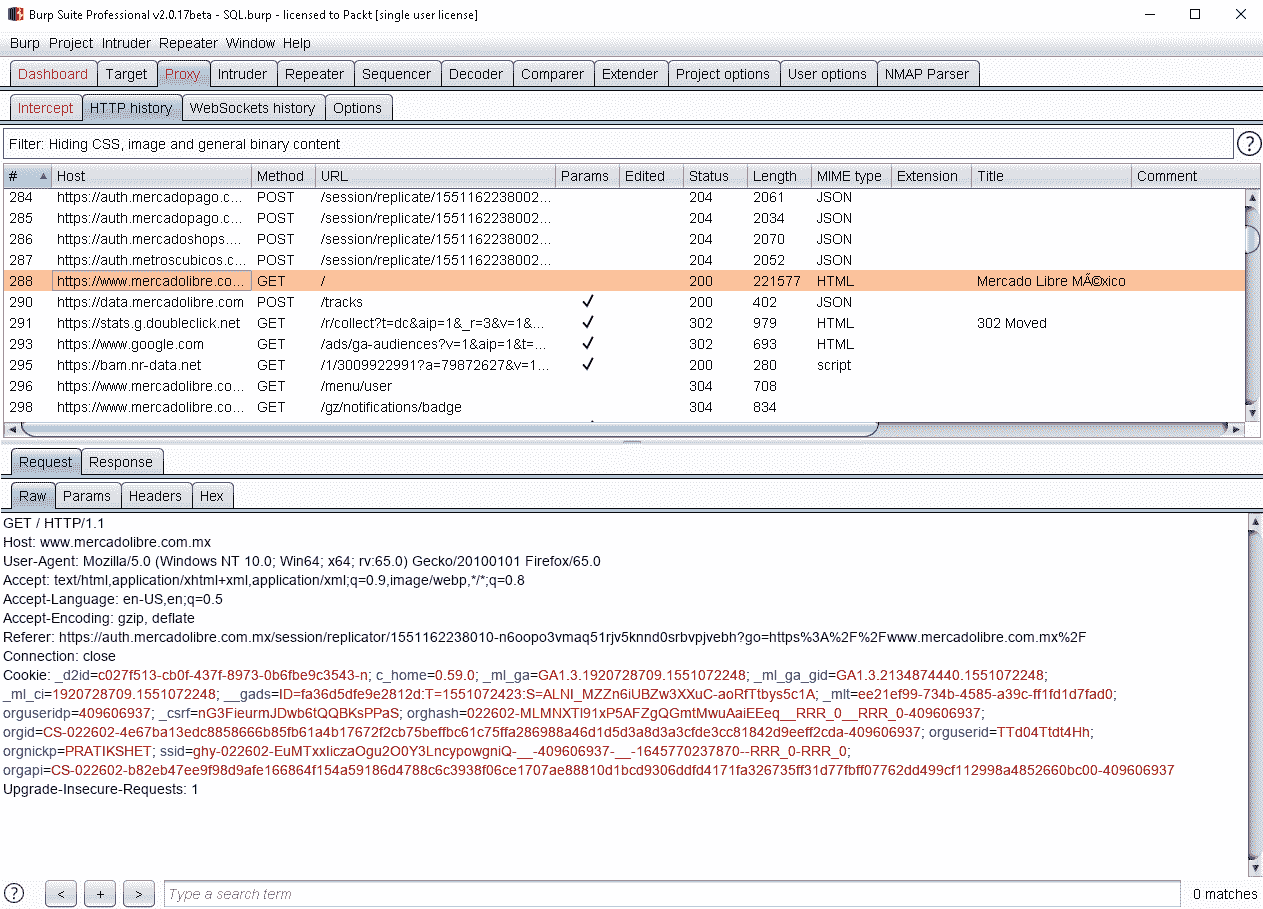 Burp Suite Professional v2.0.17beta - SQL.burp - licensed to Packt [single user license]
Burp Project Intruder Repeater Window Help
Dashboard Target Proxy Intruder Repeater Sequencer Decoder Comparer Extender Project options User options NMAP Parser
Intercept HTTP history WebSockets history Options
Filter: Hiding CSS, image and general binary content ?
# Host Method URL Params Edited Status Length MIME type Extension Title Comment
284 https://auth.mercadopago.c... POST /session/replicate/1551162238002... 204 2061 JSON
285 https://auth.mercadopago.c... POST /session/replicate/1551162238002... 204 2034 JSON
286 https://auth.mercadoshops.... POST /session/replicate/1551162238002... 204 2070 JSON
287 https://auth.metroscubicos.c... POST /session/replicate/1551162238002... 204 2052 JSON
288 https://www.mercadolibre.co... GET / 200 221577 HTML Mercado Libre MÃ©xico
290 https://data.mercadolibre.com POST /tracks ✓ 200 402 JSON
291 https://stats.g.doubleclick.net GET /r/collect?t=dc&aip=1&_r=3&v=1&... ✓ 302 979 HTML 302 Moved
293 https://www.google.com GET /ads/ga-audiences?v=1&aip=1&t=... ✓ 302 693 HTML
295 https://bam.nr-data.net GET /1/3009922991?a=79872627&v=1... ✓ 200 280 script
296 https://www.mercadolibre.co... GET /menu/user 304 708
298 https://www.mercadolibre.co... GET /gz/notifications/badge 304 834
Request Response
Raw Params Headers Hex
GET / HTTP/1.1
Host: www.mercadolibre.com.mx
User-Agent: Mozilla/5.0 (Windows NT 10.0; Win64; x64; rv:65.0) Gecko/20100101 Firefox/65.0
Accept: text/html,application/xhtml+xml,application/xml;q=0.9,image/webp,*/*;q=0.8
Accept-Language: en-US,en;q=0.5
Accept-Encoding: gzip, deflate
Referer: https://auth.mercadolibre.com.mx/session/replicator/1551162238010-n6oopo3vmaq51rjv5knnd0srbvpjvebh?go=https%3A%2F%2Fwww.mercadolibre.com.mx%2F
Connection: close
Cookie: _d2id=c027f513-cb0f-437f-8973-0b6fbe9c3543-n; c_home=0.59.0; _ml_ga=GA1.3.1920728709.1551072248; _ml_ga_gid=GA1.3.2134874440.1551072248;
_ml_ci=1920728709.1551072248; __gads=ID=fa36d5dfe9e2812d:T=1551072423:S=ALNI_MZZn6iUBZw3XXuC-aoRfTtbys5c1A; _mlt=ee21ef99-734b-4585-a39c-ff1fd1d7fad0;
orguseridp=409606937; _csrf=nG3FieurmJDwb6tQQBKsPPaS; orghash=022602-MLMNXTl91xP5AFZgQGmtMwuAaiEEeq__RRR_0__RRR_0-409606937;
orgid=CS-022602-4e67ba13edc8858666b85fb61a4b17672f2cb75beffbc61c75ffa286988a46d1d5d3a8d3a3cfde3cc81842d9eeff2cda-409606937; orguserid=TTd04Ttdt4Hh;
orgnickp=PRATIKSHET; ssid=ghy-022602-EuMTxxIiczaOgu2O0Y3LncypowgniQ-__-409606937-__-1645770237870--RRR_0-RRR_0;
orgapi=CS-022602-b82eb47ee9f98d9afe166864f154a59186d4788c6c3938f06ce1707ae88810d1bcd9306ddfd4171fa326735ff31d77fbff07762dd499cf112998a4852660bc00-409606937
Upgrade-Insecure-Requests: 1
? < + > Type a search term 0 matches